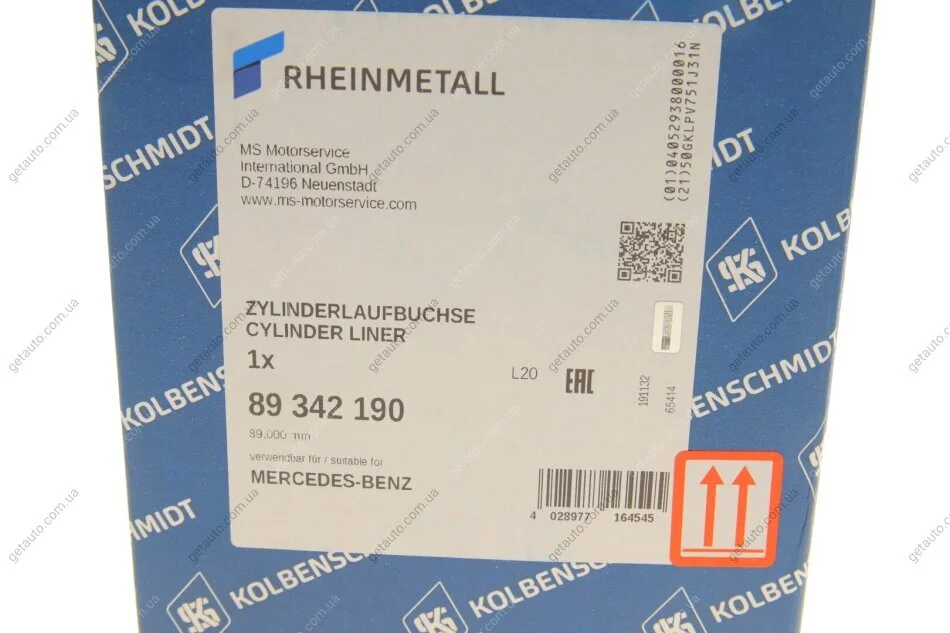 RHEINMETALL
MS Motorservice
International GmbH
D-74196 Neuenstadt
www.ms-motorservice.com
(01)04052938000016
(21)50GKLPV751J31N
ZYLINDERLAUFBUCHSE
CYLINDER LINER
1x
L20
EAC
191132
65414
89 342 190
89.000 mm
verwendbar für / suitable for
MERCEDES-BENZ
4 028977 164545
KOLBENSCHMIDT
KOLBENSCHMIDT
KOLBENSCHMIDT
KOLBENSCHMIDT
getauto.com.ua